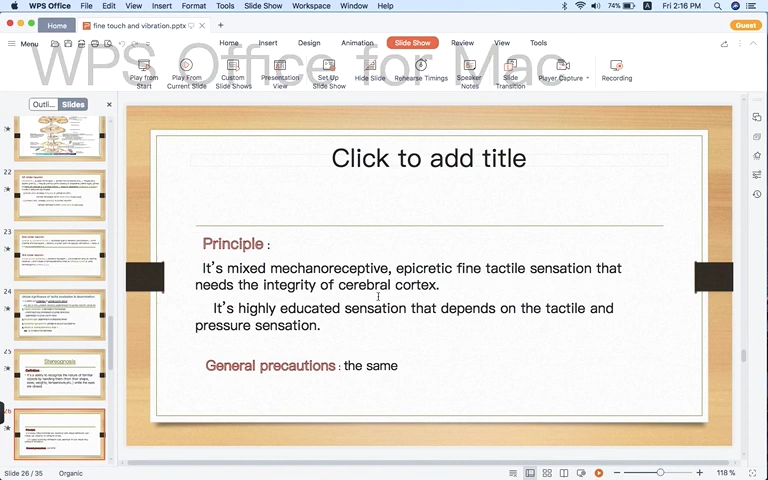 WPS Office File Edit View Insert Format Tools Slide Show Workspace Window Help 74% A Fri 2:16 PM
Home fine touch and vibration.pptx + Guest
Menu Home Insert Design Animation Slide Show Review View Tools
WPS Office for Mac
Play from Start Play From Current Slide Custom Slide Shows Presentation View Set Up Slide Show Hide Slide Rehearse Timings Speaker Notes Slide Transition Player Capture Recording
Outli... Slides
22
23
24
25
Stereognosis
26
Click to add title
Principle :
It's mixed mechanoreceptive, epicretic fine tactile sensation that
needs the integrity of cerebral cortex.
It's highly educated sensation that depends on the tactile and
pressure sensation.
General precautions : the same
Slide 26 / 35 Organic 118 %